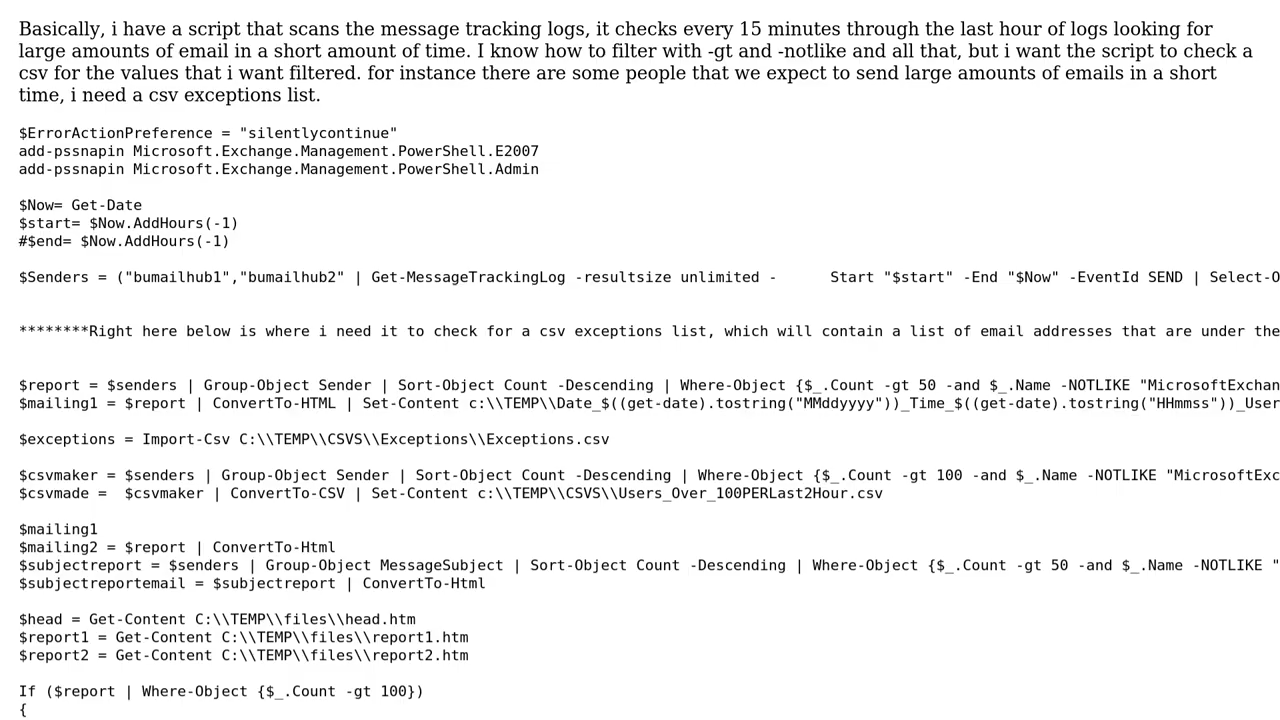 Basically, i have a script that scans the message tracking logs, it checks every 15 minutes through the last hour of logs looking for
large amounts of email in a short amount of time. I know how to filter with -gt and -notlike and all that, but i want the script to check a
csv for the values that i want filtered. for instance there are some people that we expect to send large amounts of emails in a short
time, i need a csv exceptions list.
$ErrorActionPreference = "silentlycontinue"
add-pssnapin Microsoft.Exchange.Management.PowerShell.E2007
add-pssnapin Microsoft.Exchange.Management.PowerShell.Admin
$Now= Get-Date
$start= $Now.AddHours(-1)
#$end= $Now.AddHours(-1)
$Senders = ("bumailhub1","bumailhub2" | Get-MessageTrackingLog -resultsize unlimited -      Start "$start" -End "$Now" -EventId SEND | Select-O
********Right here below is where i need it to check for a csv exceptions list, which will contain a list of email addresses that are under the
$report = $senders | Group-Object Sender | Sort-Object Count -Descending | Where-Object {$_.Count -gt 50 -and $_.Name -NOTLIKE "MicrosoftExchan
$mailing1 = $report | ConvertTo-HTML | Set-Content c:\\TEMP\\Date_$((get-date).tostring("MMddyyyy"))_Time_$((get-date).tostring("HHmmss"))_User
$exceptions = Import-Csv C:\\TEMP\\CSVS\\Exceptions\\Exceptions.csv
$csvmaker = $senders | Group-Object Sender | Sort-Object Count -Descending | Where-Object {$_.Count -gt 100 -and $_.Name -NOTLIKE "MicrosoftExc
$csvmade =  $csvmaker | ConvertTo-CSV | Set-Content c:\\TEMP\\CSVS\\Users_Over_100PERLast2Hour.csv
$mailing1
$mailing2 = $report | ConvertTo-Html
$subjectreport = $senders | Group-Object MessageSubject | Sort-Object Count -Descending | Where-Object {$_.Count -gt 50 -and $_.Name -NOTLIKE "
$subjectreportemail = $subjectreport | ConvertTo-Html
$head = Get-Content C:\\TEMP\\files\\head.htm
$report1 = Get-Content C:\\TEMP\\files\\report1.htm
$report2 = Get-Content C:\\TEMP\\files\\report2.htm
If ($report | Where-Object {$_.Count -gt 100})
{